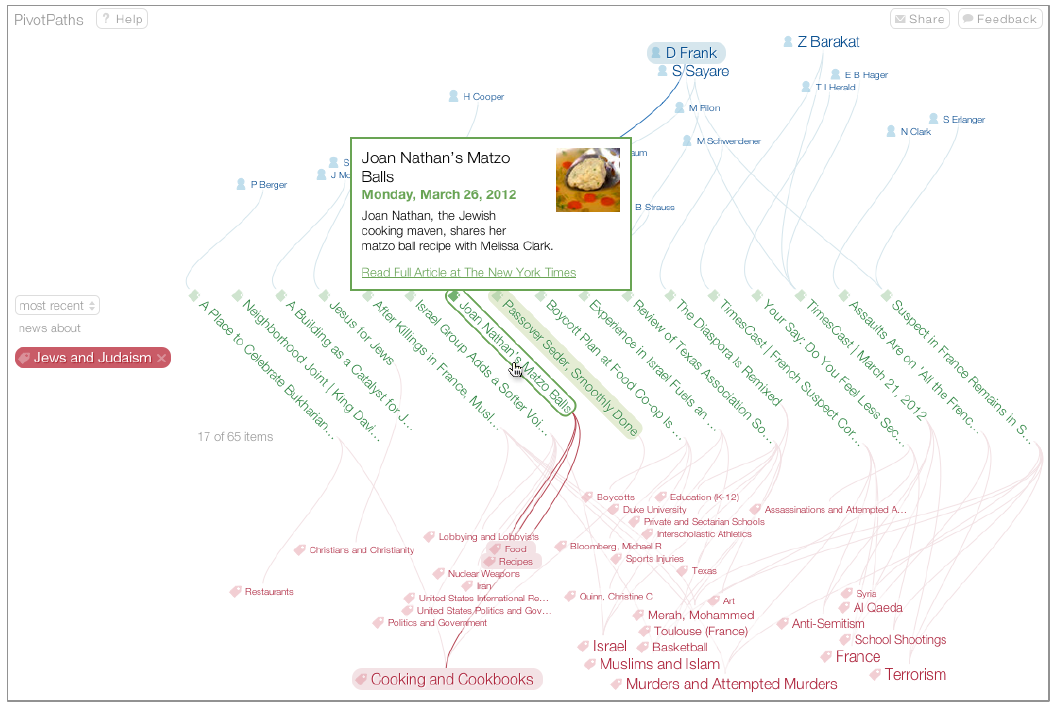 PivotPaths
? Help
Share
Feedback
D Frank
Z Barakat
S Sayare
E B Hager
T I Herald
H Cooper
M Filon
S Erlanger
N Clark
M Schwendener
aum
S
J Mc
P Berger
B Strauss
Joan Nathan's Matzo
Balls
Monday, March 26, 2012
Joan Nathan, the Jewish
cooking maven, shares her
matzo ball recipe with Melissa Clark.
Read Full Article at The New York Times
most recent
news about
Jews and Judaism ×
17 of 65 items
A Place to Celebrate Bukharian...
Neighborhood Joint | King Davi...
A Building as a Catalyst for J...
Jesus for Jews
After Killings in France, Musl...
Israel Group Adds a Softer Voi...
Joan Nathan's Matzo Balls
Passover Seder, Smoothly Done
Boycott Plan at Food Co-op Is ...
Experience in Israel Fuels an ...
Review of Texas Association So...
The Diaspora Is Remixed
TimesCast | French Suspect Cor...
Your Say: Do You Feel Less Sec...
TimesCast | March 21, 2012
Assaults Are on 'All the Frenc...
Suspect in France Remains in S...
Boycotts
Education (K-12)
Duke University
Assassinations and Attempted A...
Private and Sectarian Schools
Interscholastic Athletics
Lobbying and Lobbyists
Christians and Christianity
Food
Bloomberg, Michael R
Recipes
Sports Injuries
Nuclear Weapons
Texas
Iran
Restaurants
United States International Re...
Quinn, Christine C
Art
Syria
United States Politics and Gov...
Al Qaeda
Politics and Government
Merah, Mohammed
Anti-Semitism
Toulouse (France)
School Shootings
Israel
Basketball
France
Muslims and Islam
Terrorism
Cooking and Cookbooks
Murders and Attempted Murders